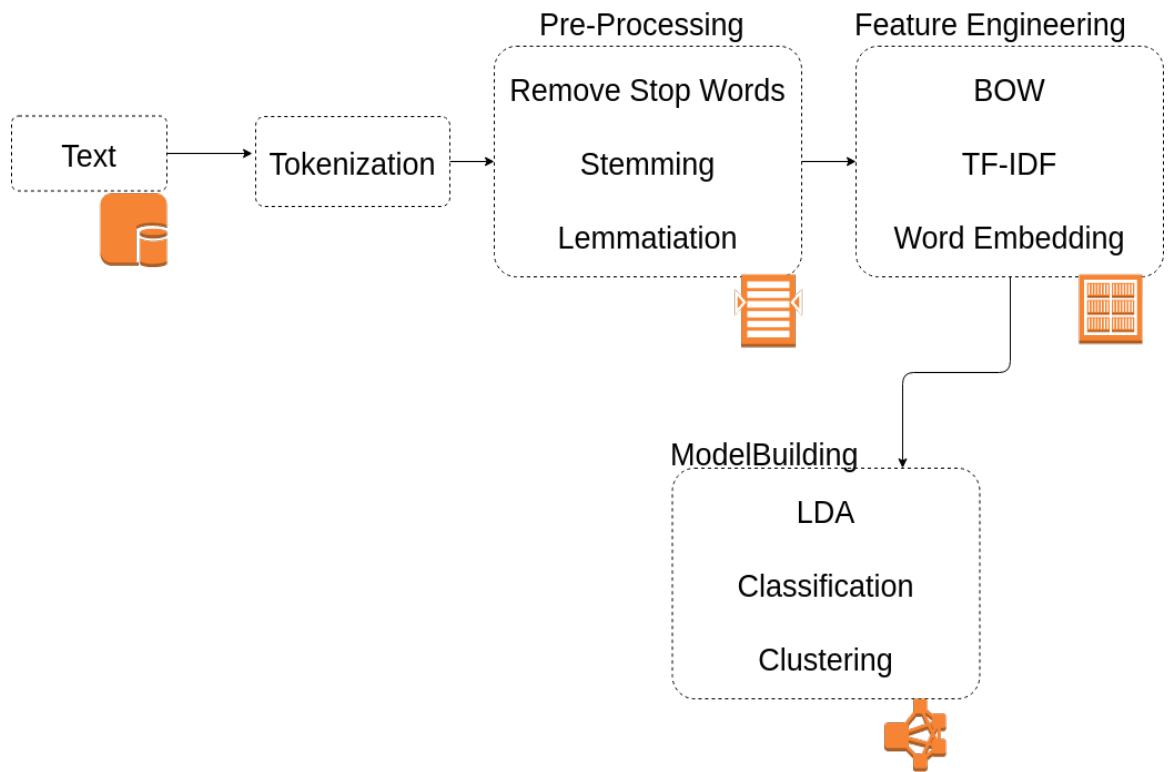 Text
Tokenization
Pre-Processing
Remove Stop Words
Stemming
Lemmatiation
Feature Engineering
BOW
TF-IDF
Word Embedding
ModelBuilding
LDA
Classification
Clustering